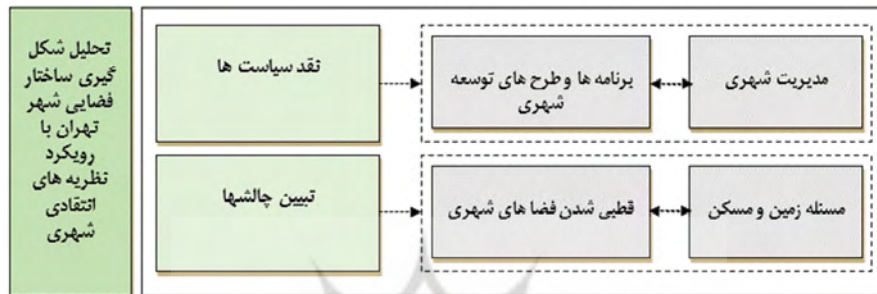 تحلیل شکل
گیری ساختار
فضایی شهر
تهران با
رویکرد
نظریه های
انتقادی
شهری
نقد سیاست ها
برنامه ها و طرح های توسعه
شهری
مدیریت شهری
تبیین چالشها
قطبی شدن فضا های شهری
مسئله زمین و مسکن